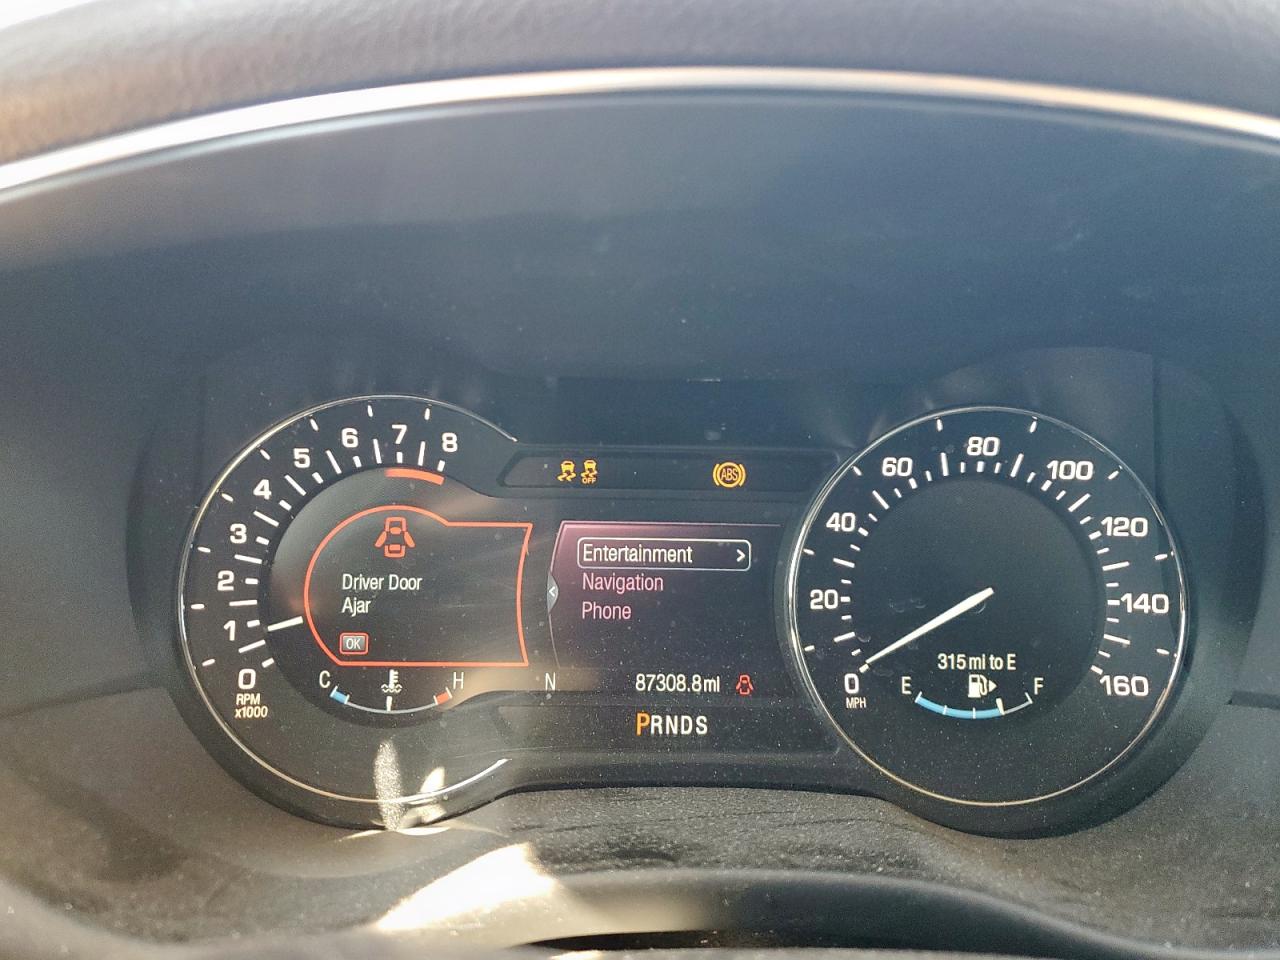 0
1
2
3
4
5
6
7
8
RPM
x1000
Driver Door
Ajar
OK
C H
OFF
ABS
Entertainment >
Navigation
Phone
<
N 87308.8mi
PRNDS
0
20
40
60
80
100
120
140
160
MPH
315 mi to E
E F